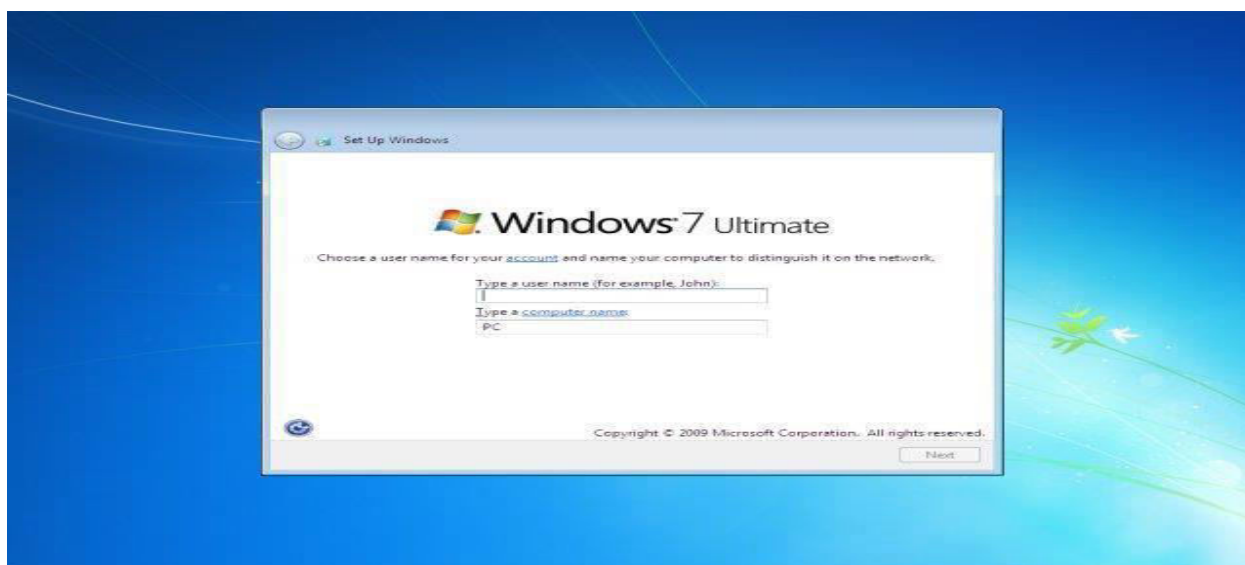 Set Up Windows
Windows 7 Ultimate
Choose a user name for your account and name your computer to distinguish it on the network.
Type a user name (for example, John):
Type a computer name:
PC
Copyright © 2009 Microsoft Corporation. All rights reserved.
Next